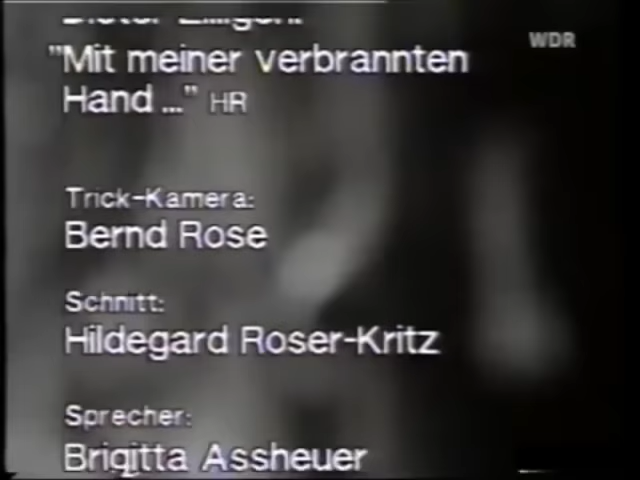 WDR
"Mit meiner verbrannten
Hand ..." HR
Trick-Kamera:
Bernd Rose
Schnitt:
Hildegard Roser-Kritz
Sprecher:
Brigitta Assheuer